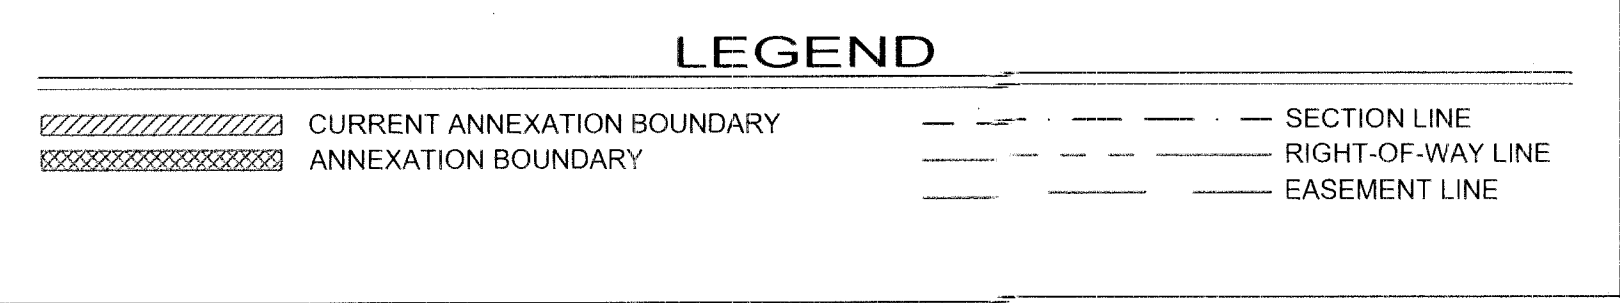 LEGEND
CURRENT ANNEXATION BOUNDARY
ANNEXATION BOUNDARY
SECTION LINE
RIGHT-OF-WAY LINE
EASEMENT LINE